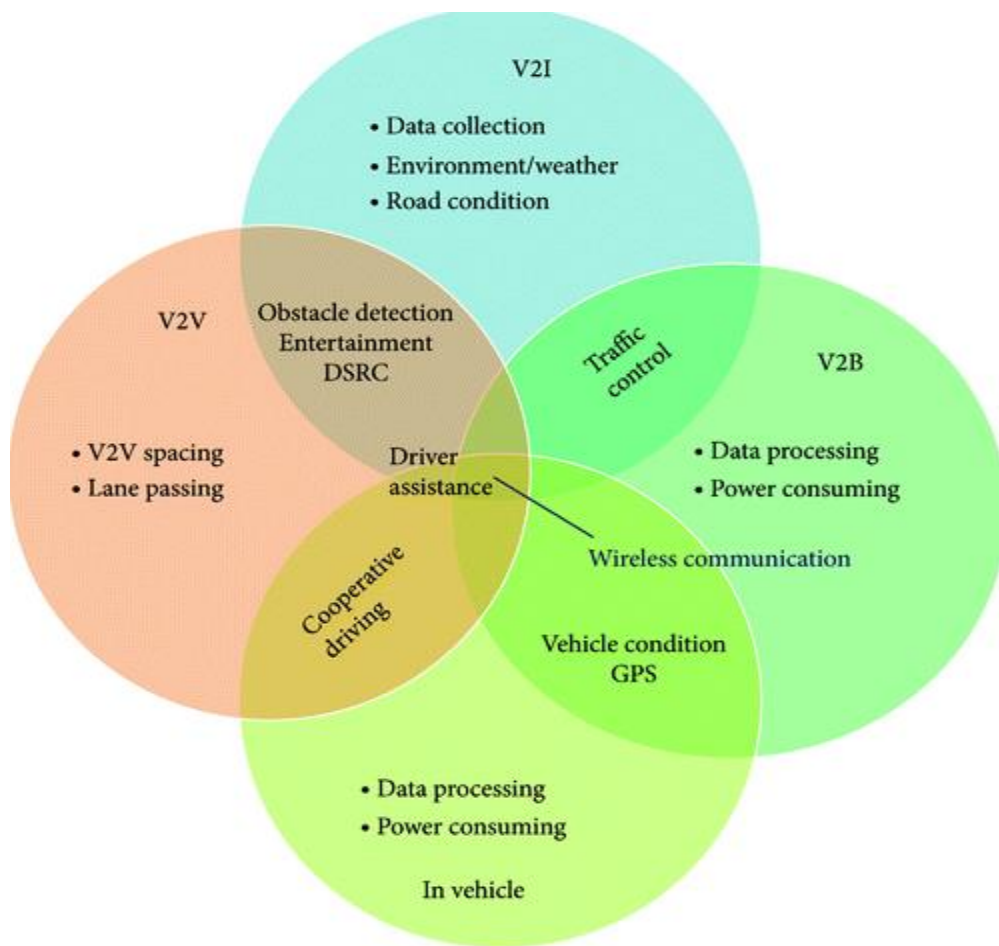 V2I
• Data collection
• Environment/weather
• Road condition
V2V
Obstacle detection
Entertainment
DSRC
Traffic
control
V2B
• V2V spacing
• Lane passing
Driver
assistance
• Data processing
• Power consuming
Wireless communication
Cooperative
driving
Vehicle condition
GPS
• Data processing
• Power consuming
In vehicle